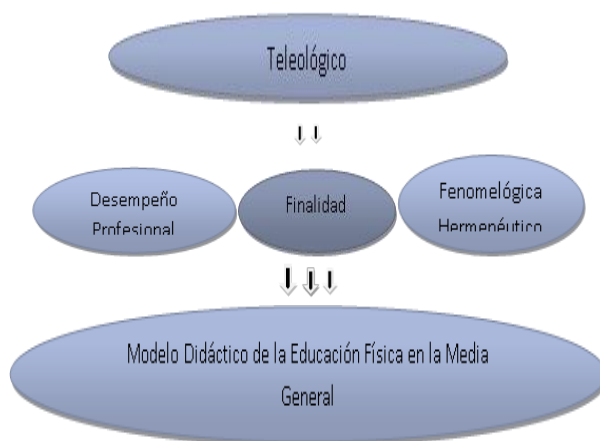 Teleológico
Desempeño
Profesional
Finalidad
Fenomelógica
Hermenéutico
Modelo Didáctico de la Educación Física en la Media
General